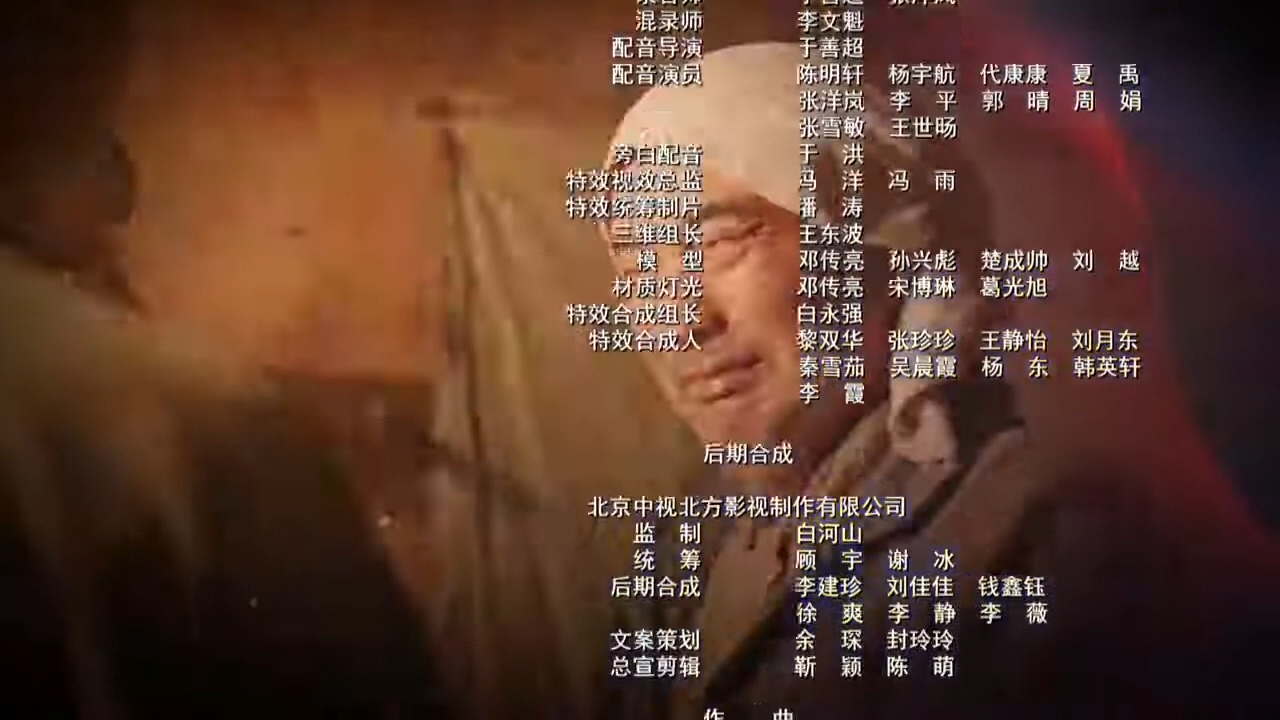 混录师 李文魁
配音导演 于善超
配音演员 陈明轩 杨宇航 代康康 夏 禹
张洋岚 李 平 郭 晴 周 娟
张雪敏 王世旸
旁白配音 于 洪
特效视效总监 马 洋 冯 雨
特效统筹制片 潘 涛
三维组长 王东波
模 型 邓传亮 孙兴彪 楚成帅 刘 越
材质灯光 邓传亮 宋博琳 葛光旭
特效合成组长 白永强
特效合成人 黎双华 张珍珍 王静怡 刘月东
秦雪茄 吴晨霞 杨 东 韩英轩
李 霞
后期合成
北京中视北方影视制作有限公司
监 制 白河山
统 筹 顾 宇 谢 冰
后期合成 李建珍 刘佳佳 钱鑫钰
徐 爽 李 静 李 薇
文案策划 余 琛 封玲玲
总宣剪辑 靳 颖 陈 萌
作 曲